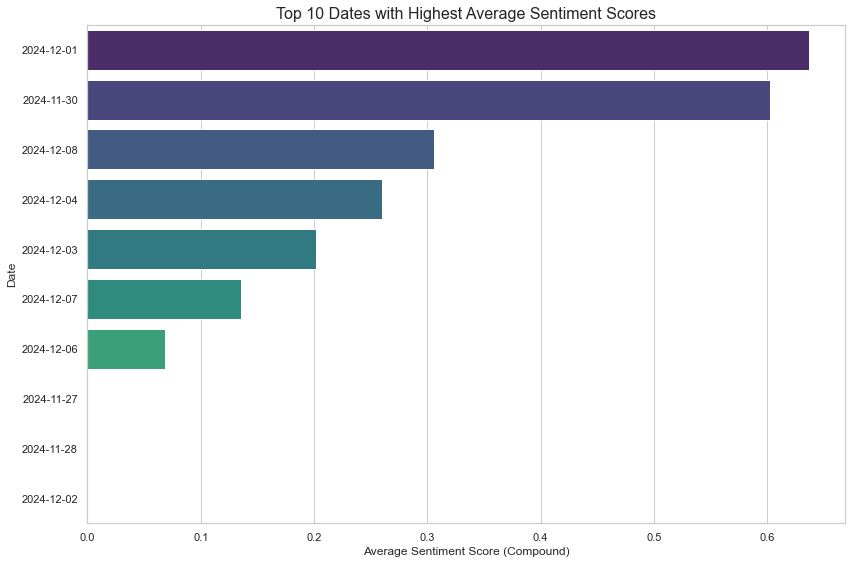 Top 10 Dates with Highest Average Sentiment Scores
Date
2024-12-01
2024-11-30
2024-12-08
2024-12-04
2024-12-03
2024-12-07
2024-12-06
2024-11-27
2024-11-28
2024-12-02
0.0 0.1 0.2 0.3 0.4 0.5 0.6
Average Sentiment Score (Compound)